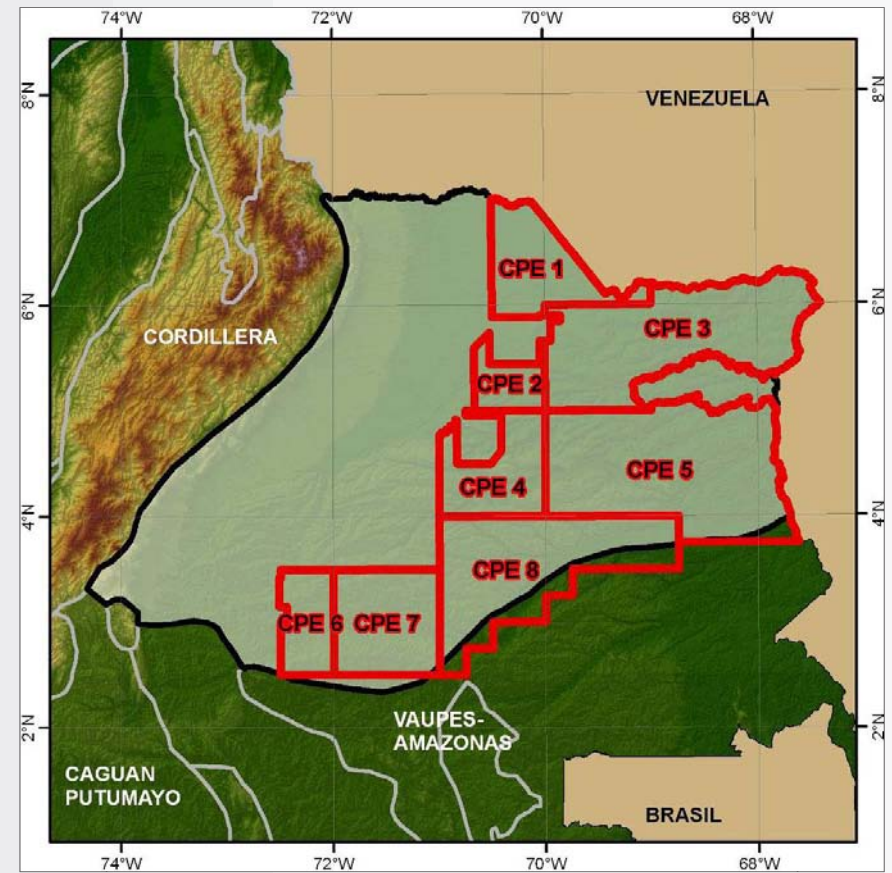 74°W
72°W
70°W
68°W
8°N
8°N
VENEZUELA
CPE 1
6°N
6°N
CORDILLERA
CPE 3
CPE 2
CPE 4
CPE 5
4°N
4°N
CPE 8
CPE 6
CPE 7
2°N
2°N
VAUPES-
AMAZONAS
CAGUAN
PUTUMAYO
BRASIL
74°W
72°W
70°W
68°W